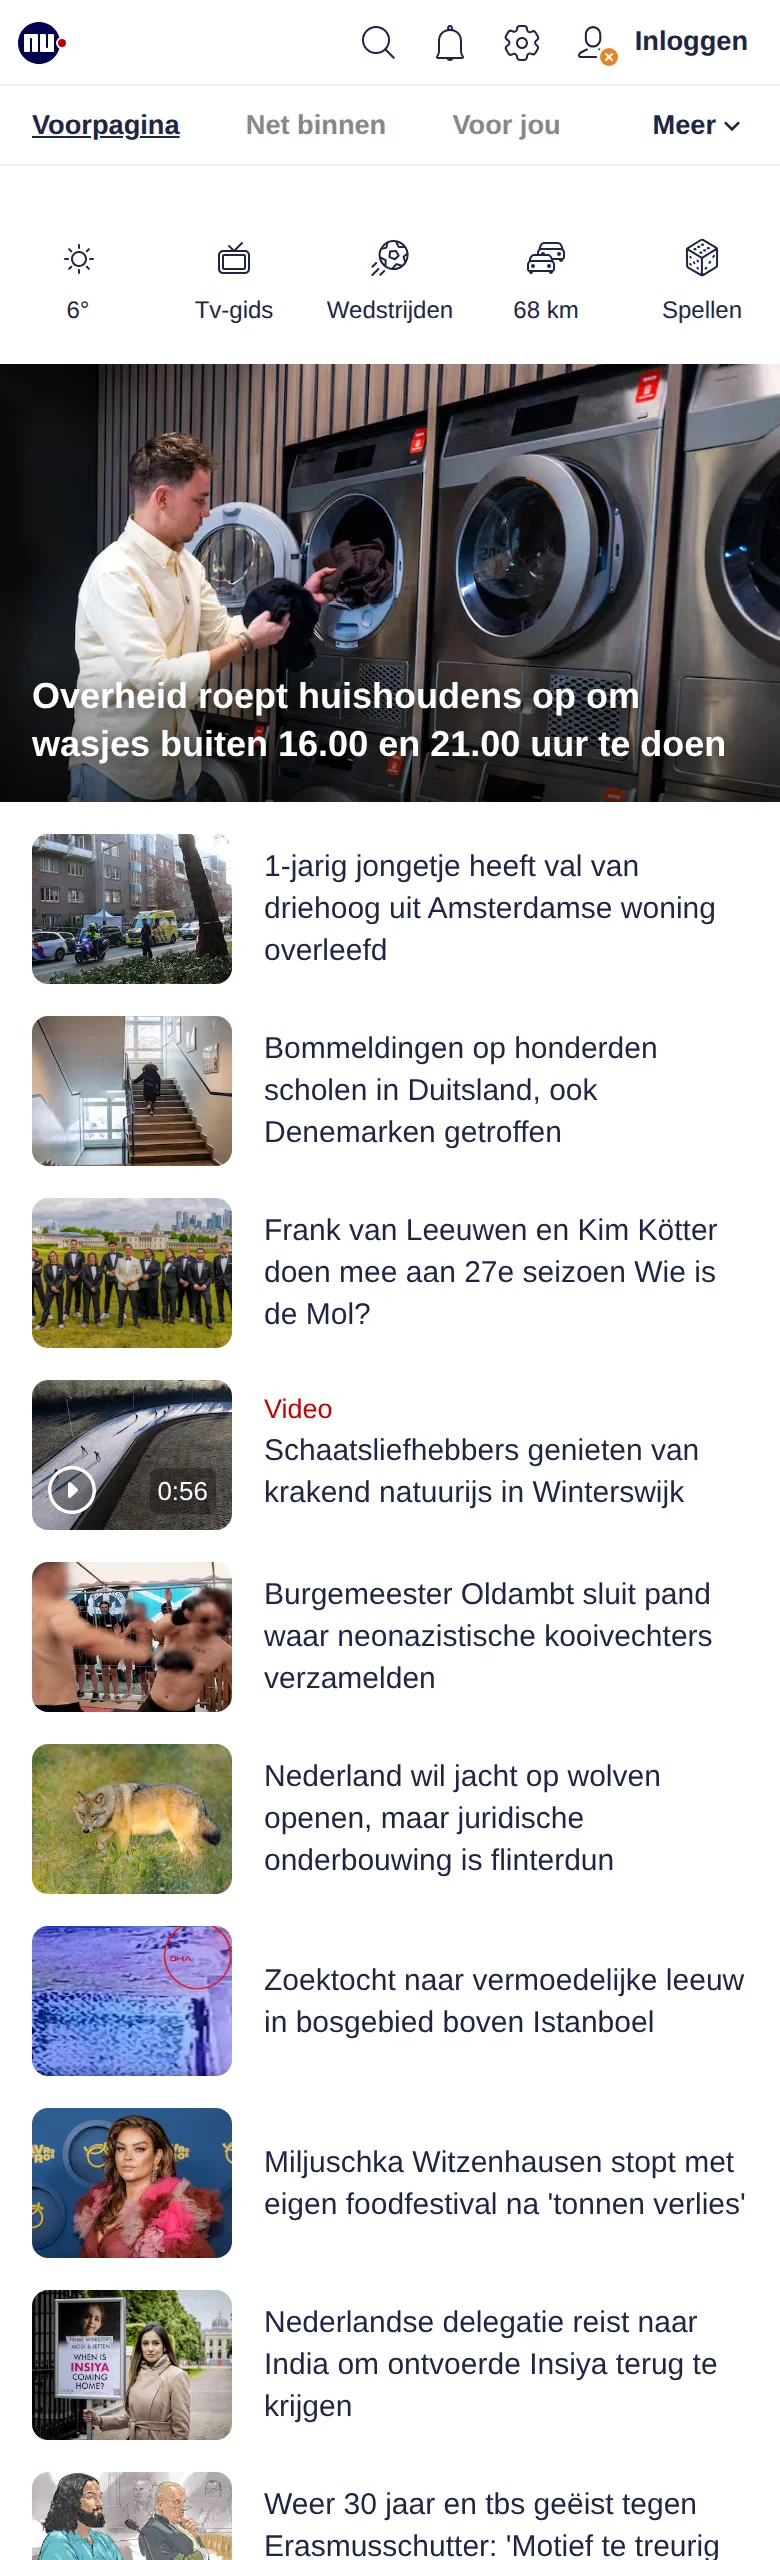 nu
Inloggen
Voorpagina
Net binnen
Voor jou
Meer
6°
Tv-gids
Wedstrijden
68 km
Spellen
Overheid roept huishoudens op om
wasjes buiten 16.00 en 21.00 uur te doen
1-jarig jongetje heeft val van
driehoog uit Amsterdamse woning
overleefd
Bommeldingen op honderden
scholen in Duitsland, ook
Denemarken getroffen
Frank van Leeuwen en Kim Kötter
doen mee aan 27e seizoen Wie is
de Mol?
Video
Schaatsliefhebbers genieten van
krakend natuurijs in Winterswijk
0:56
Burgemeester Oldambt sluit pand
waar neonazistische kooivechters
verzamelden
Nederland wil jacht op wolven
openen, maar juridische
onderbouwing is flinterdun
DHA
Zoektocht naar vermoedelijke leeuw
in bosgebied boven Istanboel
Miljuschka Witzenhausen stopt met
eigen foodfestival na 'tonnen verlies'
PRIME MINISTERS
MODI & JETTEN
WHEN IS
INSIYA
COMING
HOME?
Nederlandse delegatie reist naar
India om ontvoerde Insiya terug te
krijgen
Weer 30 jaar en tbs geëist tegen
Erasmusschutter: 'Motief te treurig